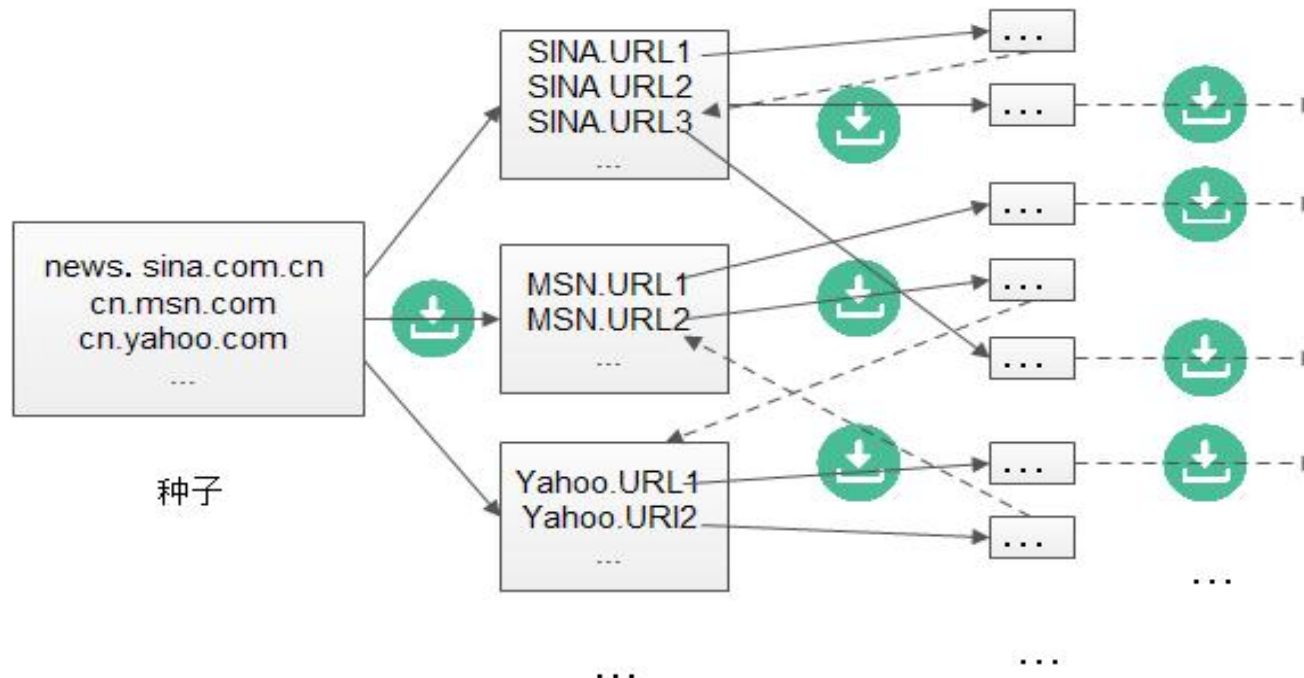 news. sina.com.cn
cn.msn.com
cn.yahoo.com
...
种子
SINA.URL1
SINA URL2
SINA.URL3
...
MSN.URL1
MSN.URL2
...
Yahoo.URL1
Yahoo.URI2
...
...
...
...
...
...
...
...
...
...
...
...